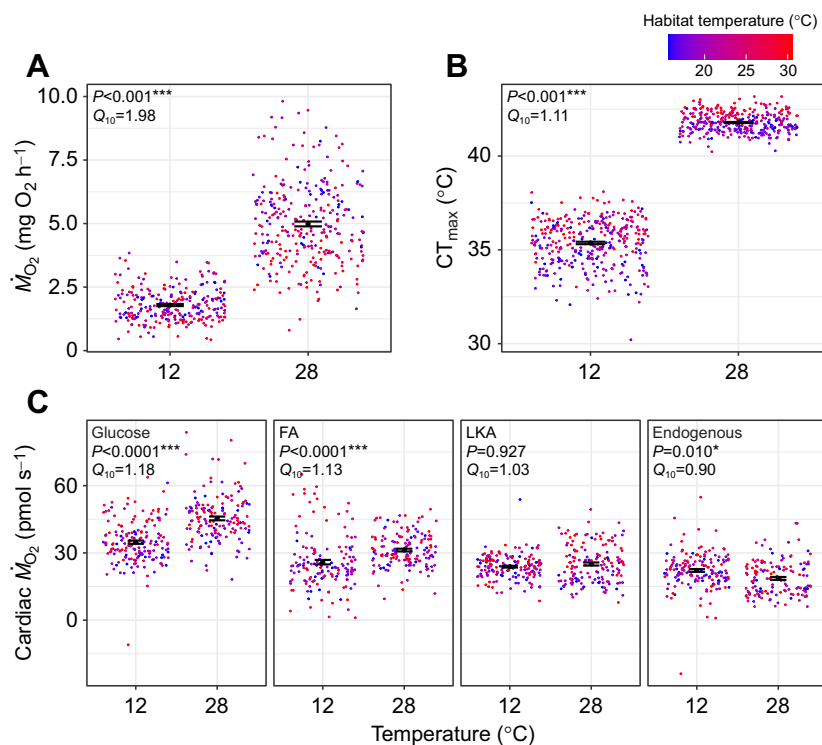 Habitat temperature (°C)
20 25 30
A
P<0.001***
Q10=1.98
10.0
7.5
5.0
2.5
0
ṀO2 (mg O2 h−1)
12 28
B
P<0.001***
Q10=1.11
40
35
30
CTmax (°C)
12 28
C
Glucose
P<0.0001***
Q10=1.18
FA
P<0.0001***
Q10=1.13
LKA
P=0.927
Q10=1.03
Endogenous
P=0.010*
Q10=0.90
60
30
0
Cardiac ṀO2 (pmol s−1)
12 28 12 28 12 28 12 28
Temperature (°C)